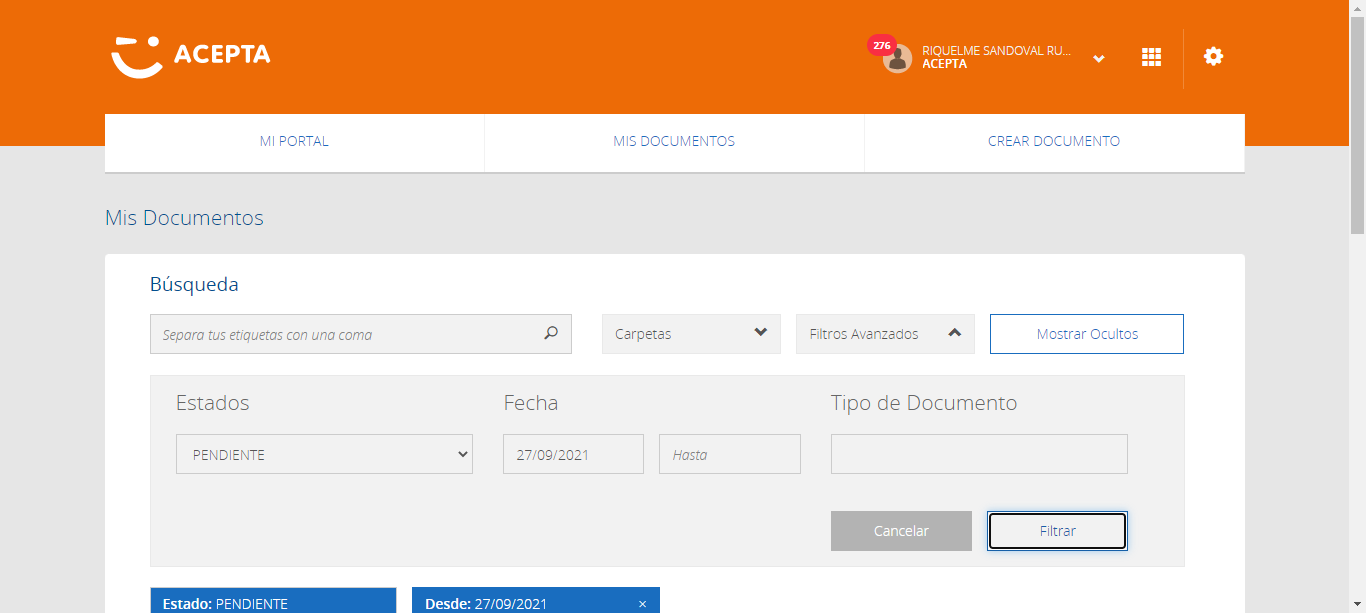 ACEPTA
276
RIQUELME SANDOVAL RU...
ACEPTA
MI PORTAL
MIS DOCUMENTOS
CREAR DOCUMENTO
Mis Documentos
Búsqueda
Separa tus etiquetas con una coma
Carpetas
Filtros Avanzados
Mostrar Ocultos
Estados
Fecha
Tipo de Documento
PENDIENTE
27/09/2021
Hasta
Cancelar
Filtrar
Estado: PENDIENTE
Desde: 27/09/2021 ×